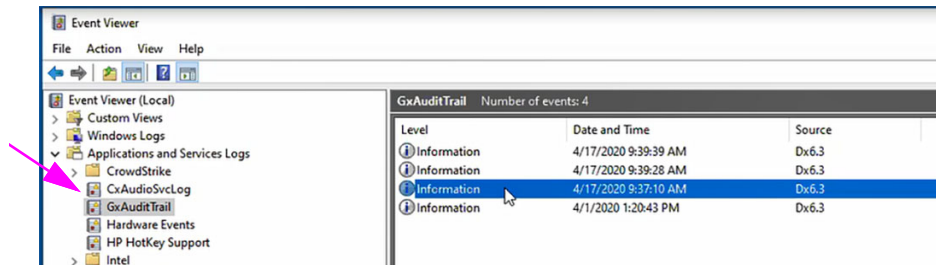 Event Viewer
File Action View Help
Event Viewer (Local)
Custom Views
Windows Logs
Applications and Services Logs
CrowdStrike
CxAudioSvcLog
GxAuditTrail
Hardware Events
HP HotKey Support
Intel
GxAuditTrail Number of events: 4
Level Date and Time Source
Information 4/17/2020 9:39:39 AM Dx6.3
Information 4/17/2020 9:39:28 AM Dx6.3
Information 4/17/2020 9:37:10 AM Dx6.3
Information 4/1/2020 1:20:43 PM Dx6.3